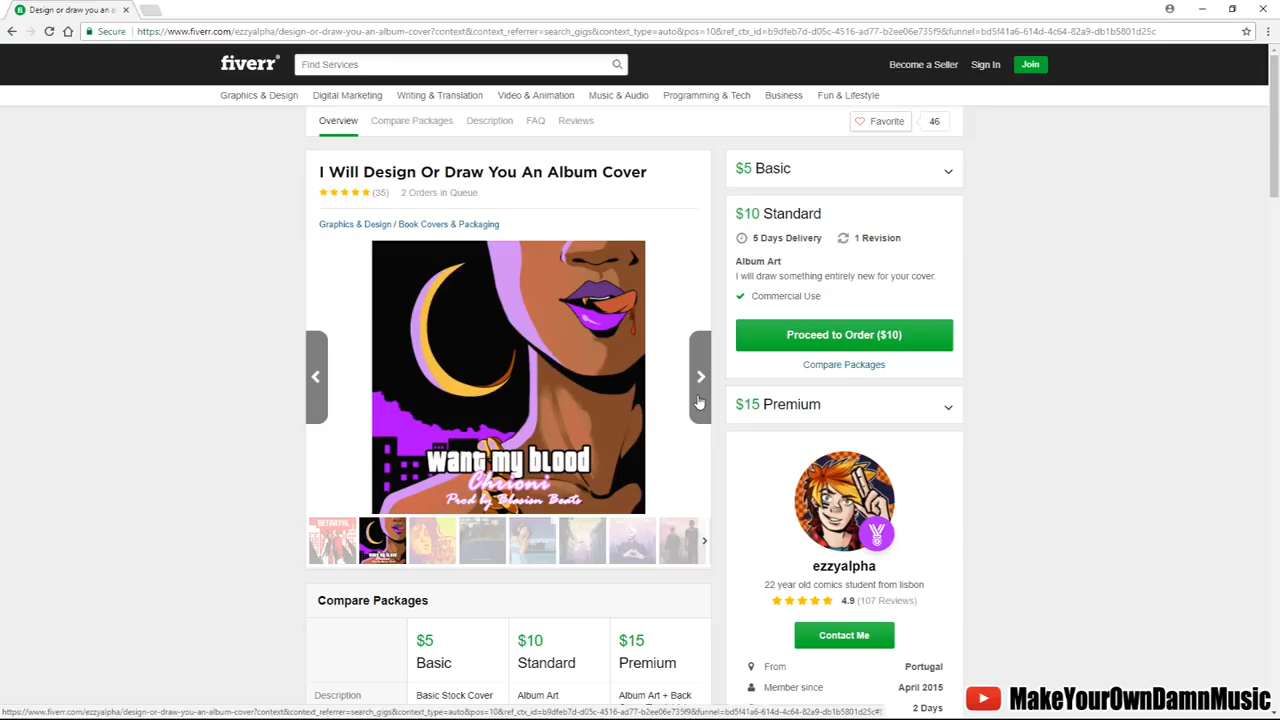 Design or draw you an a
Secure
https://www.fiverr.com/ezzyalpha/design-or-draw-you-an-album-cover?context&context_referrer=search_gigs&context_type=auto&pos=10&ref_ctx_id=b9dfeb7d-d05c-4516-ad77-b2ee06e735f9&funnel=bd5f41a6-614d-4c64-82a9-db1b5801d25c
fiverr
Find Services
Become a Seller
Sign In
Join
Graphics & Design
Digital Marketing
Writing & Translation
Video & Animation
Music & Audio
Programming & Tech
Business
Fun & Lifestyle
Overview
Compare Packages
Description
FAQ
Reviews
Favorite
46
I Will Design Or Draw You An Album Cover
(35)
2 Orders in Queue
Graphics & Design / Book Covers & Packaging
want my blood
Chrioni
Prod by Blasian Beats
BETRAYAL
want my blood
$5 Basic
$10 Standard
5 Days Delivery
1 Revision
Album Art
I will draw something entirely new for your cover.
Commercial Use
Proceed to Order ($10)
Compare Packages
$15 Premium
ezzyalpha
22 year old comics student from lisbon
4.9 (107 Reviews)
Contact Me
From
Portugal
Member since
April 2015
2 Days
Compare Packages
$5
$10
$15
Basic
Standard
Premium
Description
Basic Stock Cover
Album Art
Album Art + Back
MakeYourOwnDamnMusic